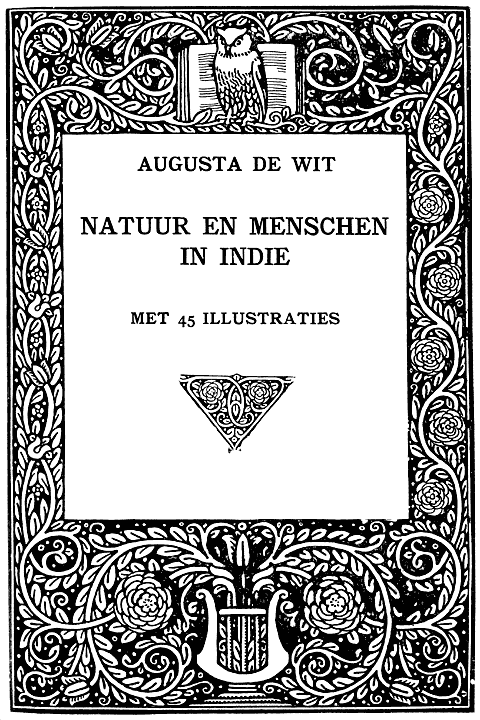 AUGUSTA DE WIT
NATUUR EN MENSCHEN
IN INDIE
MET 45 ILLUSTRATIES